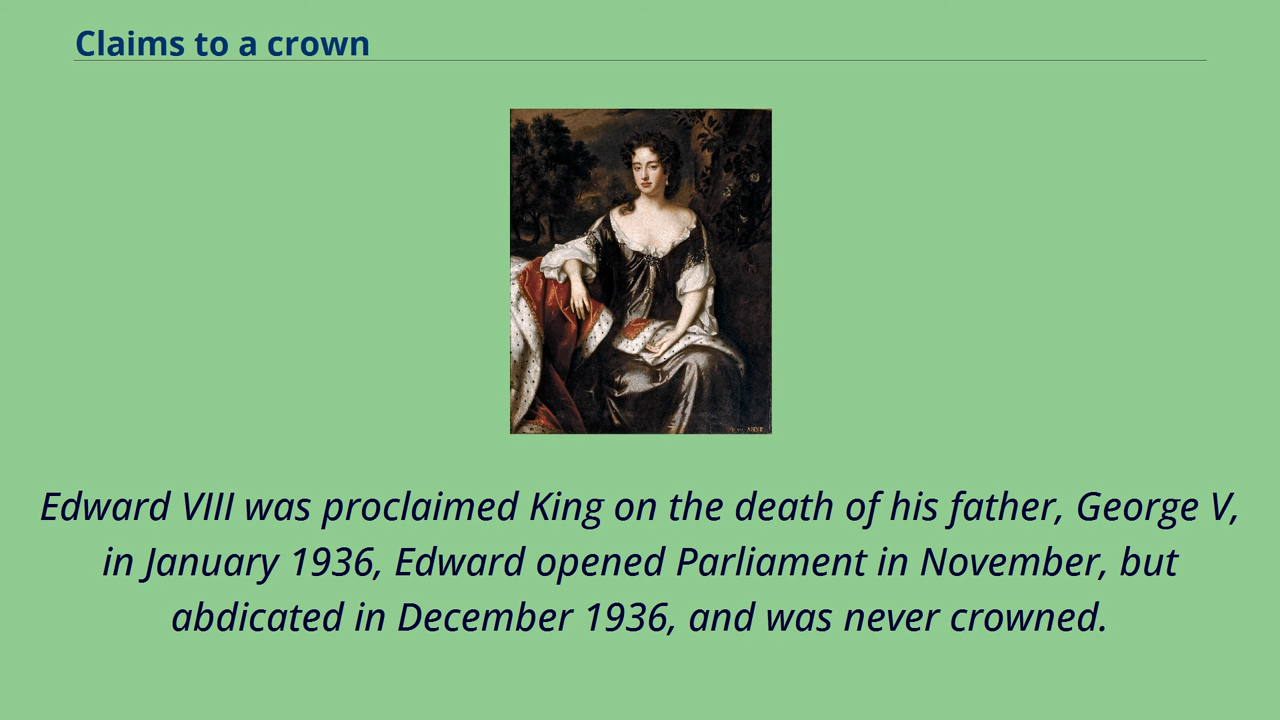 Claims to a crown
Edward VIII was proclaimed King on the death of his father, George V,
in January 1936, Edward opened Parliament in November, but
abdicated in December 1936, and was never crowned.